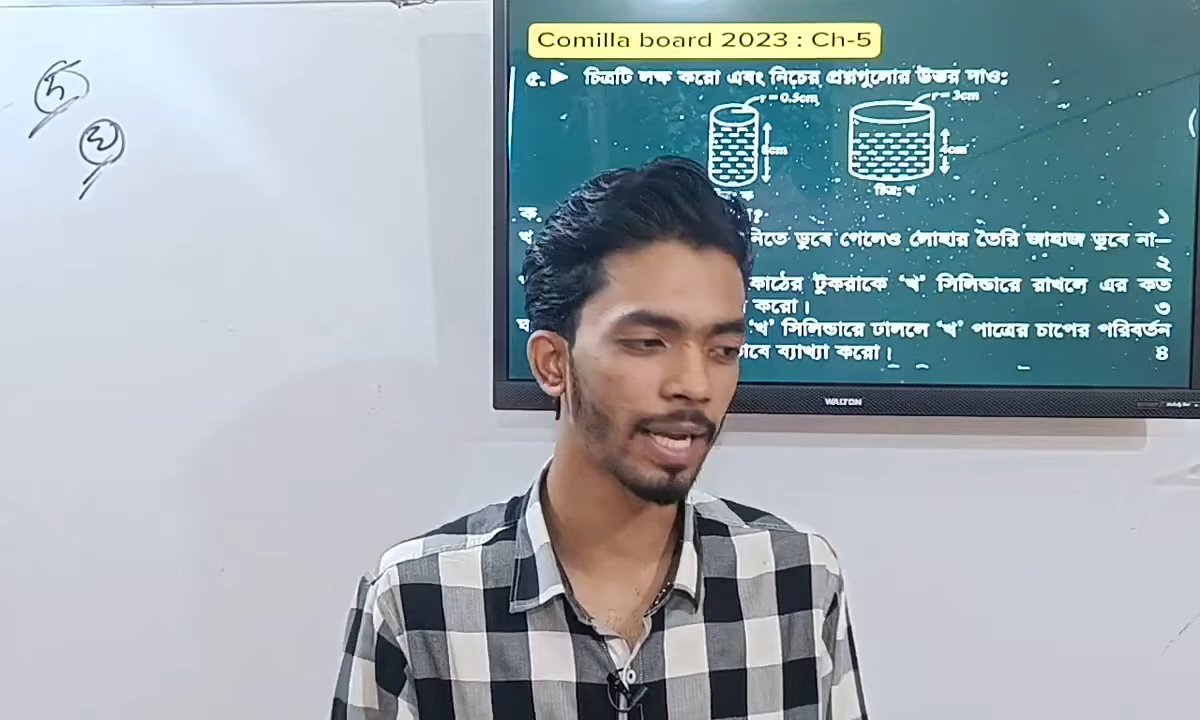 গ
ঘ
Comilla board 2023 : Ch-5
৫.► চিত্রটি লক্ষ করো এবং নিচের প্রশ্নগুলোর উত্তর দাও:
r = 0.5cm
r = 3cm
4cm
চিত্র: খ
ক. ১
খ নিতে ডুবে গেলেও লোহার তৈরি জাহাজ ডুবে না—
২
কাঠের টুকরাকে ‘খ’ সিলিন্ডারে রাখলে এর কত
করো। ৩
ঘ ‘খ’ সিলিন্ডারে ঢাললে ‘খ’ পাত্রের চাপের পরিবর্তন
ব্যাখ্যা করো। ৪
WALTON